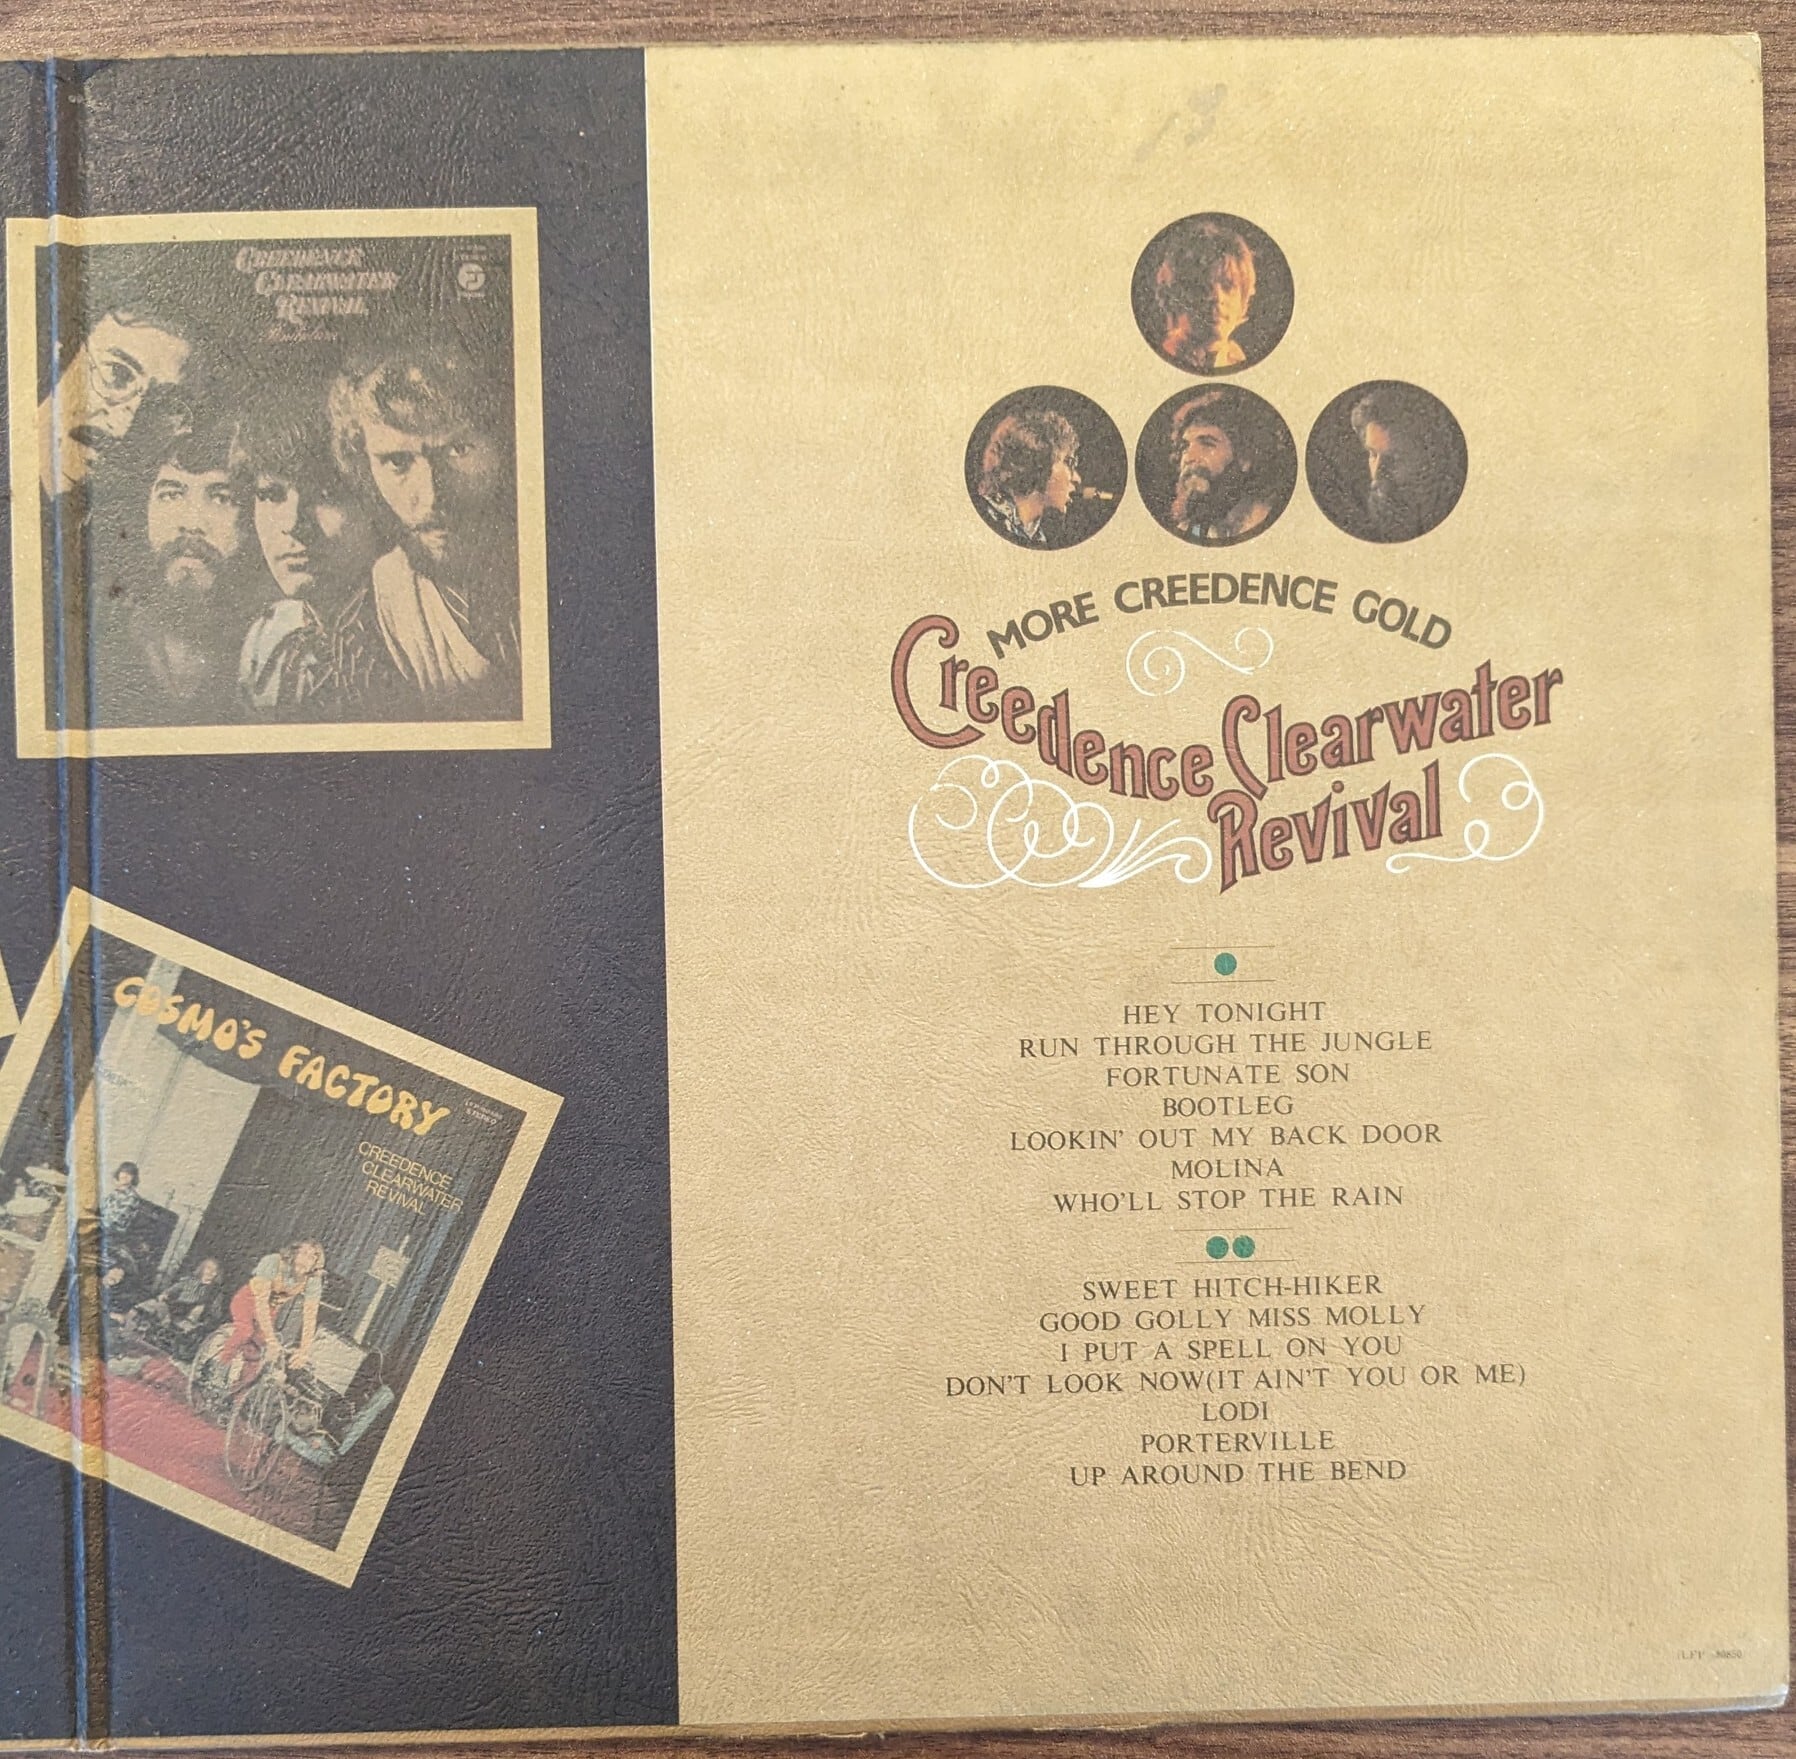 CREEDENCE
CLEARWATER
REVIVAL
COSMO'S FACTORY
STEREO
CREEDENCE
CLEARWATER
REVIVAL
MORE CREEDENCE GOLD
Creedence Clearwater
Revival
HEY TONIGHT
RUN THROUGH THE JUNGLE
FORTUNATE SON
BOOTLEG
LOOKIN' OUT MY BACK DOOR
MOLINA
WHO'LL STOP THE RAIN
SWEET HITCH-HIKER
GOOD GOLLY MISS MOLLY
I PUT A SPELL ON YOU
DON'T LOOK NOW(IT AIN'T YOU OR ME)
LODI
PORTERVILLE
UP AROUND THE BEND